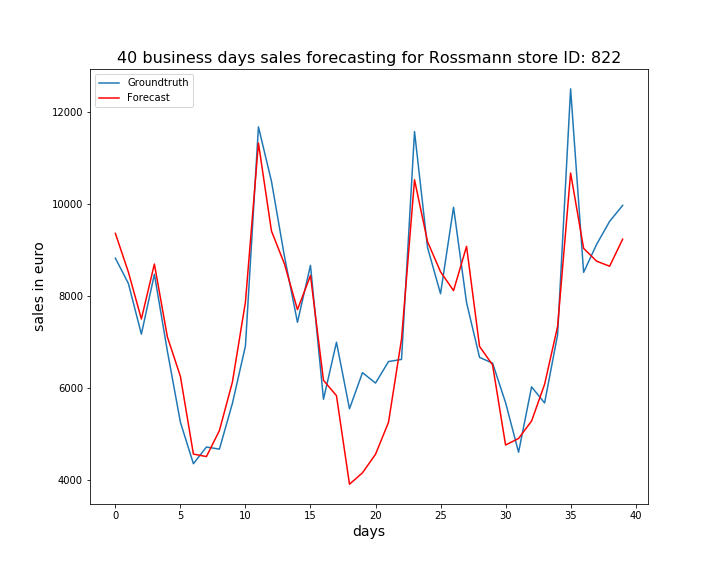 40 business days sales forecasting for Rossmann store ID: 822
Groundtruth
Forecast
12000
10000
8000
6000
4000
sales in euro
0 5 10 15 20 25 30 35 40
days